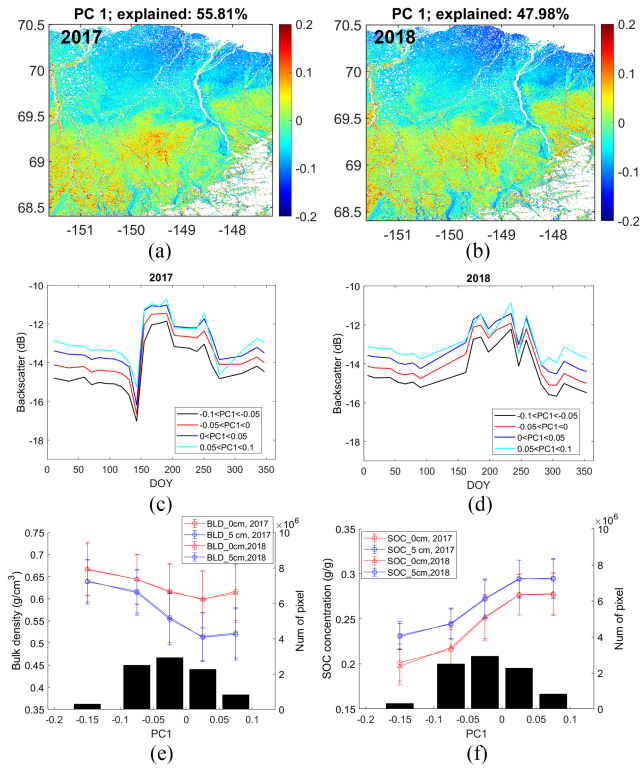 PC 1; explained: 55.81%
2017
70.5
70
69.5
69
68.5
-151
-150
-149
-148
0.2
0.1
0
-0.1
-0.2
(a)
PC 1; explained: 47.98%
2018
70.5
70
69.5
69
68.5
-151
-150
-149
-148
0.2
0.1
0
-0.1
-0.2
(b)
2017
Backscatter (dB)
-10
-12
-14
-16
-18
0
50
100
150
200
250
300
350
DOY
-0.1<PC1<-0.05
-0.05<PC1<0
0<PC1<0.05
0.05<PC1<0.1
(c)
2018
Backscatter (dB)
-10
-12
-14
-16
-18
0
50
100
150
200
250
300
350
DOY
-0.1<PC1<-0.05
-0.05<PC1<0
0<PC1<0.05
0.05<PC1<0.1
(d)
Bulk density (g/cm³)
0.75
0.7
0.65
0.6
0.55
0.5
0.45
0.4
0.35
-0.2
-0.15
-0.1
-0.05
0
0.05
0.1
PC1
BLD_0cm, 2017
BLD_5 cm, 2017
BLD_0cm,2018
BLD_5cm,2018
×10⁶
10
8
6
4
2
0
Num of pixel
(e)
SOC concentration (g/g)
0.35
0.3
0.25
0.2
0.15
-0.2
-0.15
-0.1
-0.05
0
0.05
0.1
PC1
SOC_0cm, 2017
SOC_5 cm, 2017
SOC_0cm,2018
SOC_5cm,2018
×10⁶
10
8
6
4
2
0
Num of pixel
(f)